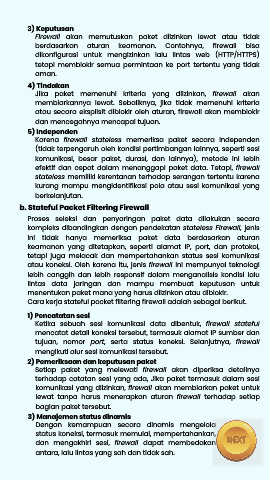 3) Keputusan
Firewall akan memutuskan paket diizinkan lewat atau tidak
berdasarkan aturan keamanan. Contohnya, firewall bisa
dikonfigurasi untuk mengizinkan lalu lintas web (HTTP/HTTPS)
tetapi memblokir semua permintaan ke port tertentu yang tidak
aman.
4) Tindakan
Jika paket memenuhi kriteria yang diizinkan, firewall akan
membiarkannya lewat. Sebaliknya, jika tidak memenuhi kriteria
atau secara eksplisit diblokir oleh aturan, firewall akan memblokir
dan mencegahnya mencapai tujuan.
5) Independen
Karena firewall stateless memeriksa paket secara independen
(tidak terpengaruh oleh kondisi pertimbangan lainnya, seperti sesi
komunikasi, besar paket, durasi, dan lainnya), metode ini lebih
efektif dan cepat dalam menanggapi paket data. Tetapi, firewall
stateless memiliki kerentanan terhadap serangan tertentu karena
kurang mampu mengidentifikasi pola atau sesi komunikasi yang
berkelanjutan.
b. Stateful Packet Filtering Firewall
Proses seleksi dan penyaringan paket data dilakukan secara
kompleks dibandingkan dengan pendekatan stateless Firewall, jenis
ini tidak hanya memeriksa paket data berdasarkan aturan
keamanan yang ditetapkan, seperti alamat IP, port, dan protokol,
tetapi juga melacak dan mempertahankan status sesi komunikasi
atau koneksi. Oleh karena itu, jenis firewall ini mempunyai teknologi
lebih canggih dan lebih responsif dalam menganalisis kondisi lalu
lintas data jaringan dan mampu membuat keputusan untuk
menentukan paket mana yang harus diizinkan atau diblokir.
Cara kerja stateful packet filtering firewall adalah sebagai berikut.
1) Pencatatan sesi
Ketika sebuah sesi komunikasi data dibentuk, firewall stateful
mencatat detail koneksi tersebut, termasuk alamat IP sumber dan
tujuan, nomor port, serta status koneksi. Selanjutnya, firewall
mengikuti alur sesi komunikasi tersebut.
2) Pemeriksaan dan keputusan paket
Setiap paket yang melewati firewall akan diperiksa detailnya
terhadap catatan sesi yang ada, Jika paket termasuk dalam sesi
komunikasi yang diizinkan, firewall akan membiarkan paket untuk
lewat tanpa harus menerapkan aturan firewall terhadap setiap
bagian paket tersebut.
3) Manajemen status dinamis
Dengan kemampuan secara dinamis mengelola
status koneksi, termasuk memulai, mempertahankan,
dan mengakhiri sesi, firewall dapat membedakan
antara, lalu lintas yang sah dan tidak sah.
NEXT